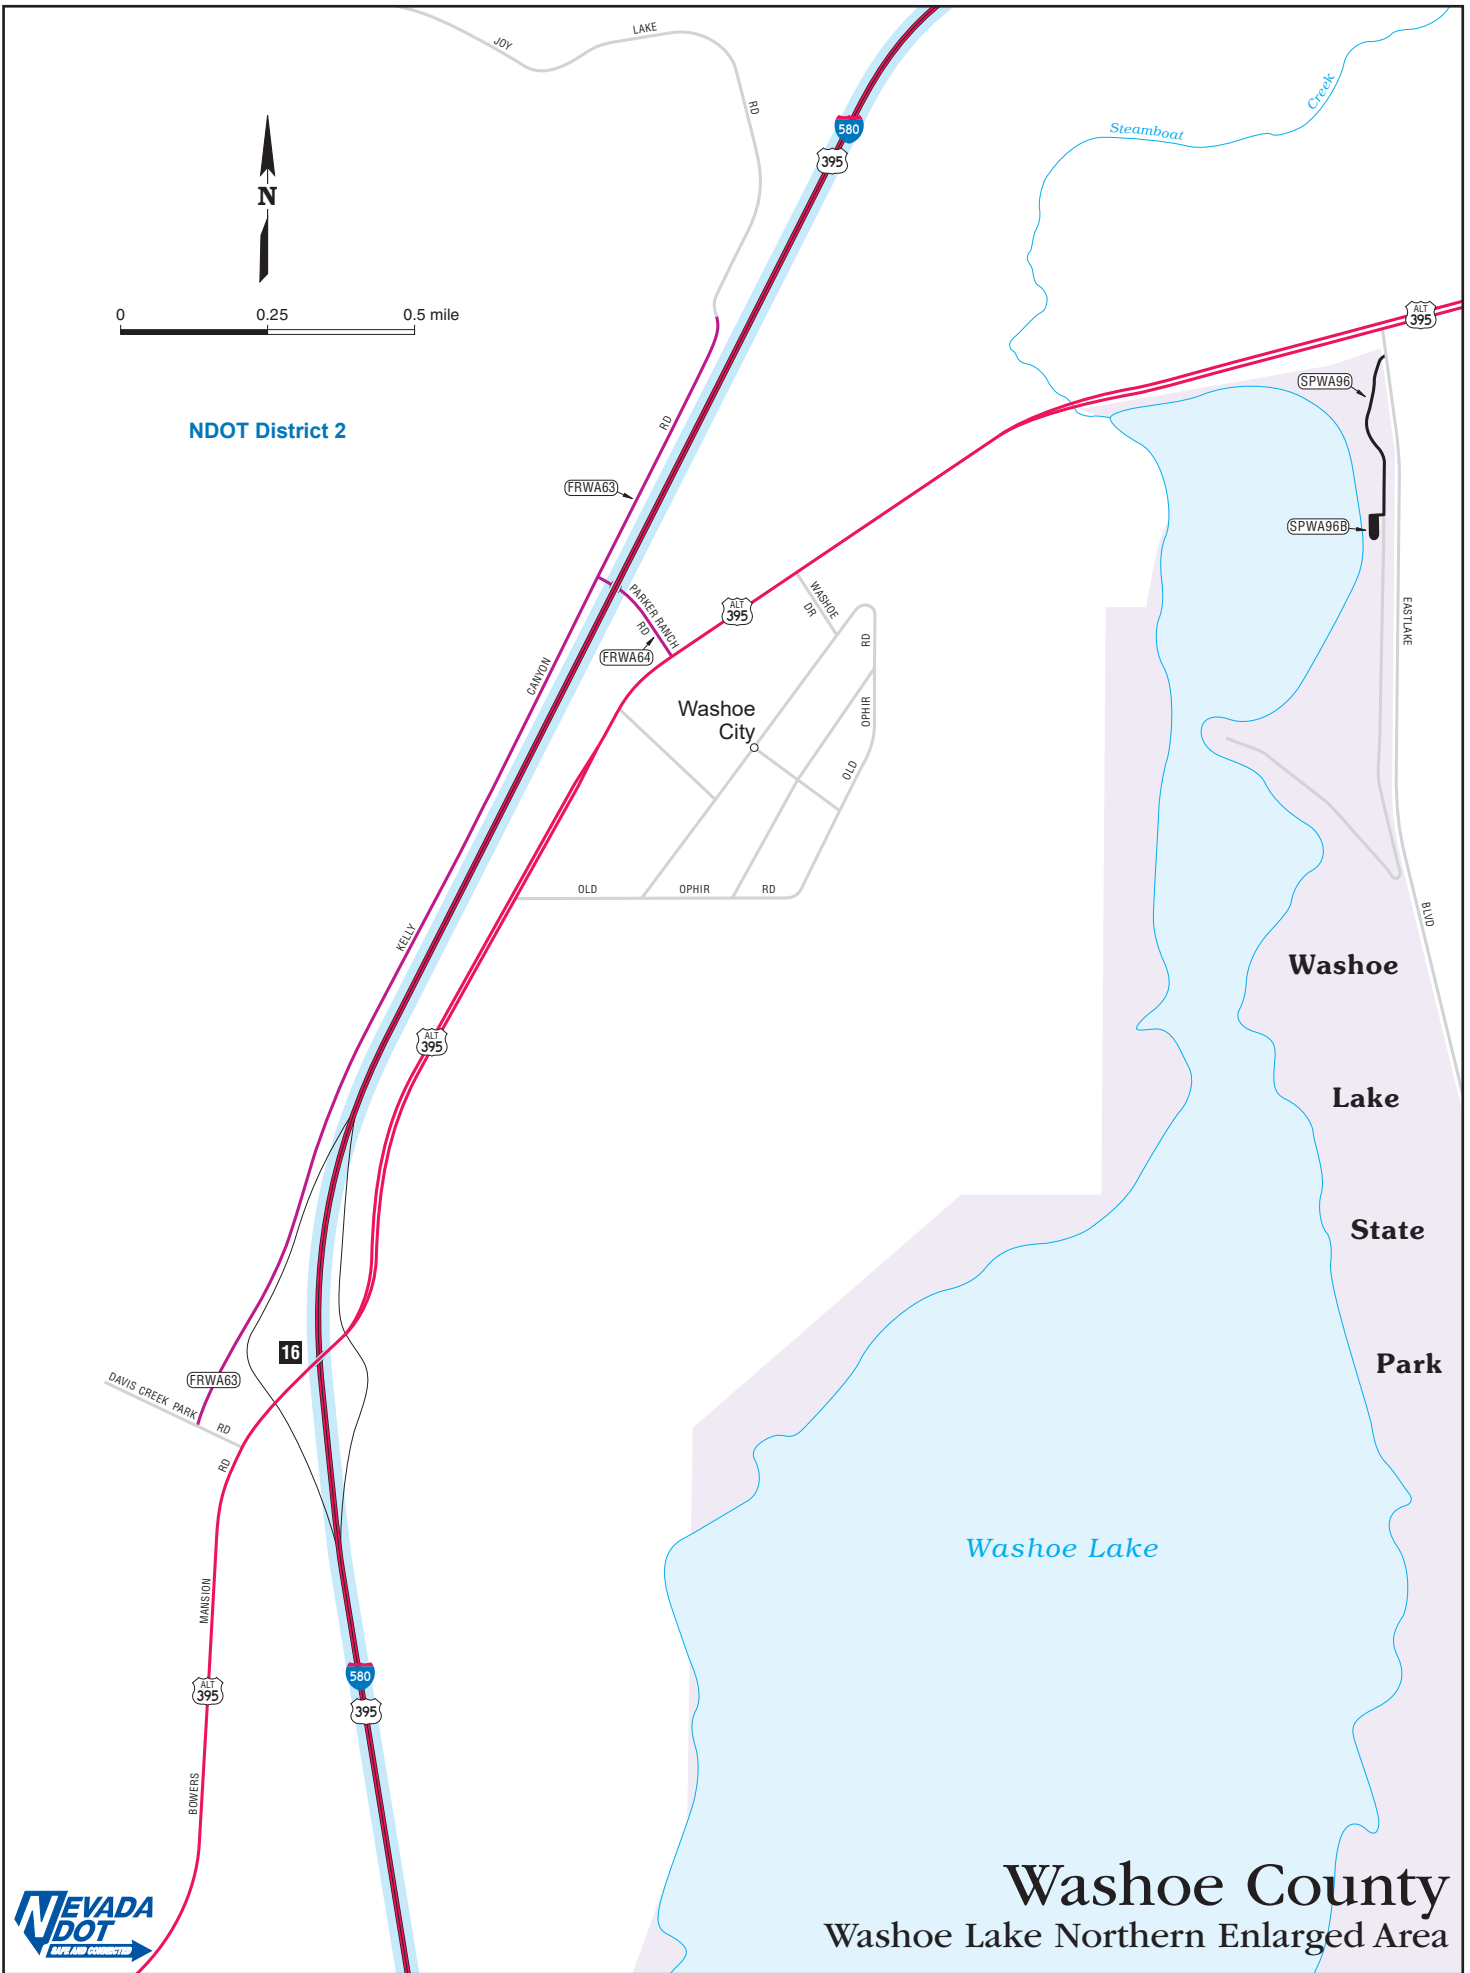 JOY
LAKE
RD
580
395
Steamboat
Creek
N
0 0.25 0.5 mile
NDOT District 2
ALT
395
SPWA96
SPWA96B
EASTLAKE
BLVD
RD
FRWA63
CANYON
KELLY
PARKER RANCH
RD
FRWA64
ALT
395
WASHOE
DR
RD
OPHIR
OLD
Washoe
City
OLD OPHIR RD
ALT
395
Washoe
Lake
State
Park
16
FRWA63
DAVIS CREEK PARK
RD
RD
MANSION
BOWERS
ALT
395
580
395
Washoe Lake
NEVADA
DOT
SAFE AND CONNECTED
Washoe County
Washoe Lake Northern Enlarged Area